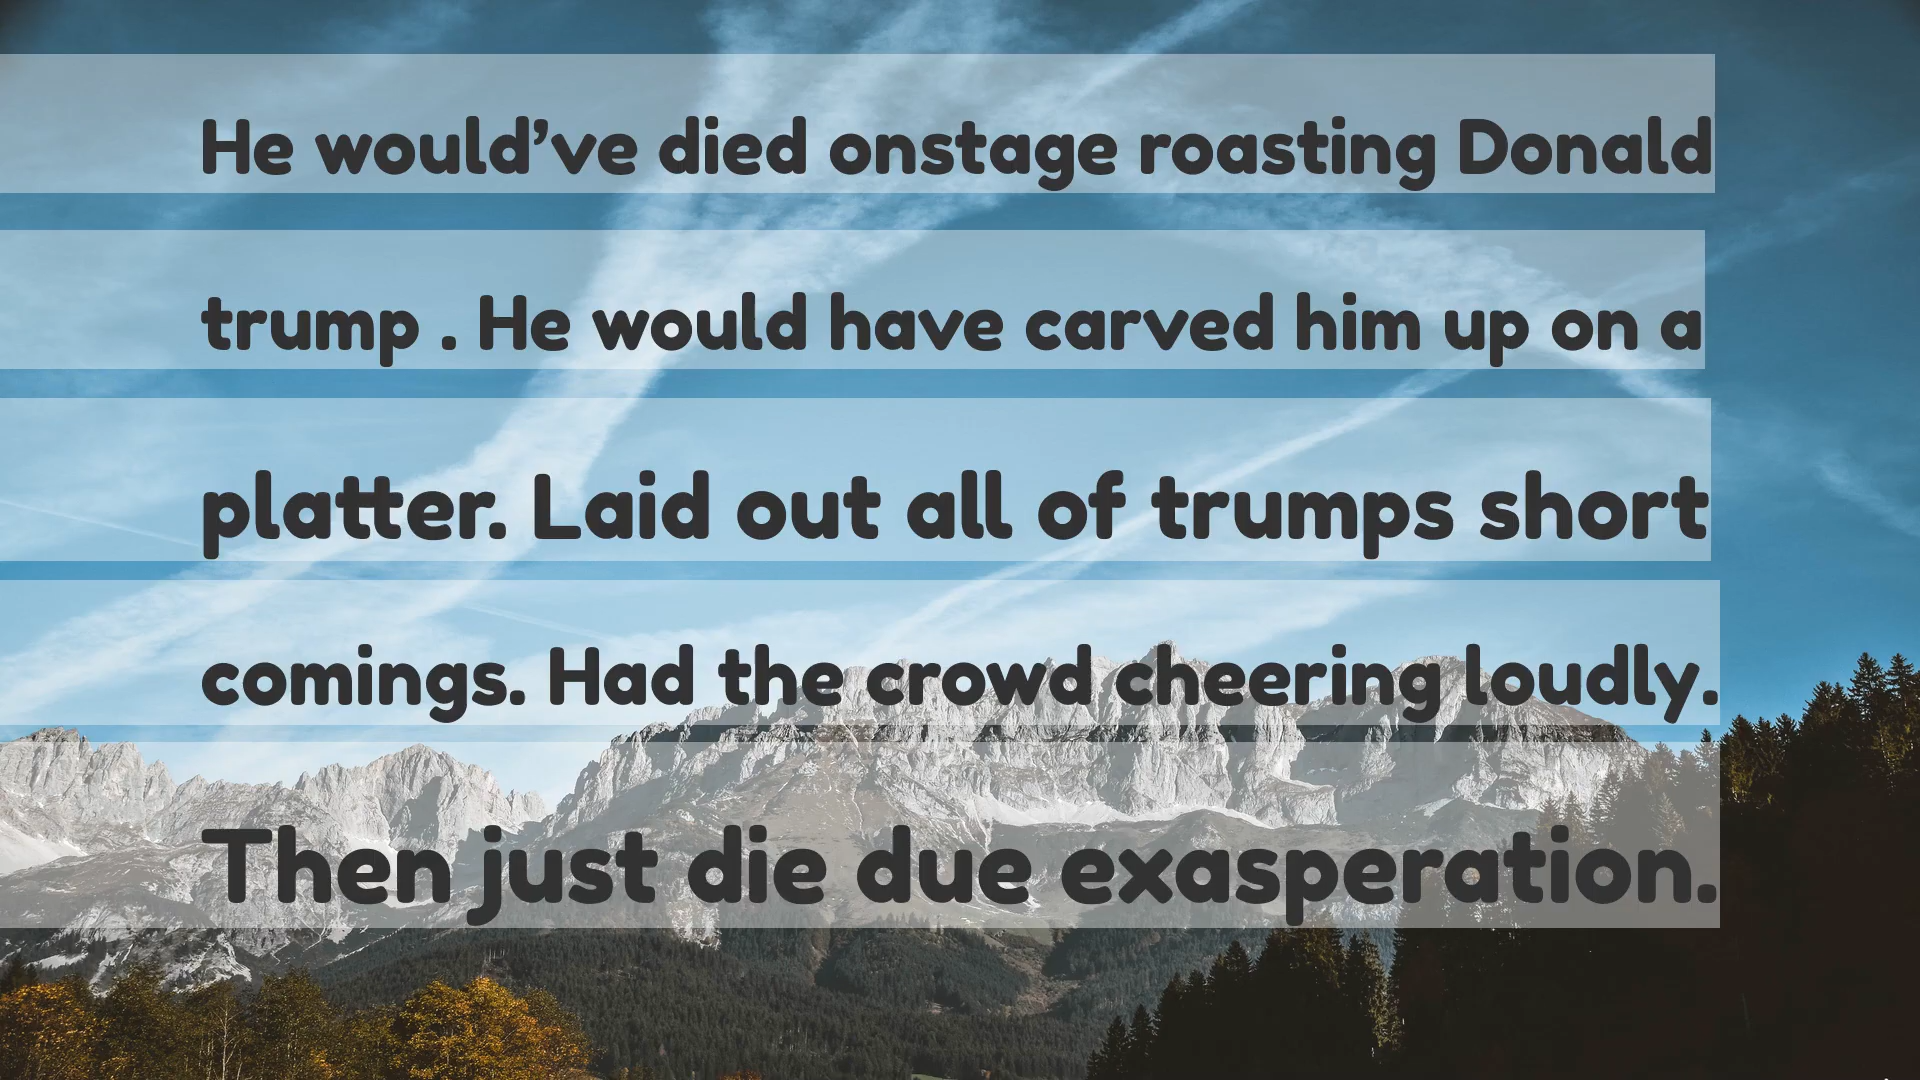 He would’ve died onstage roasting Donald
trump . He would have carved him up on a
platter. Laid out all of trumps short
comings. Had the crowd cheering loudly.
Then just die due exasperation.